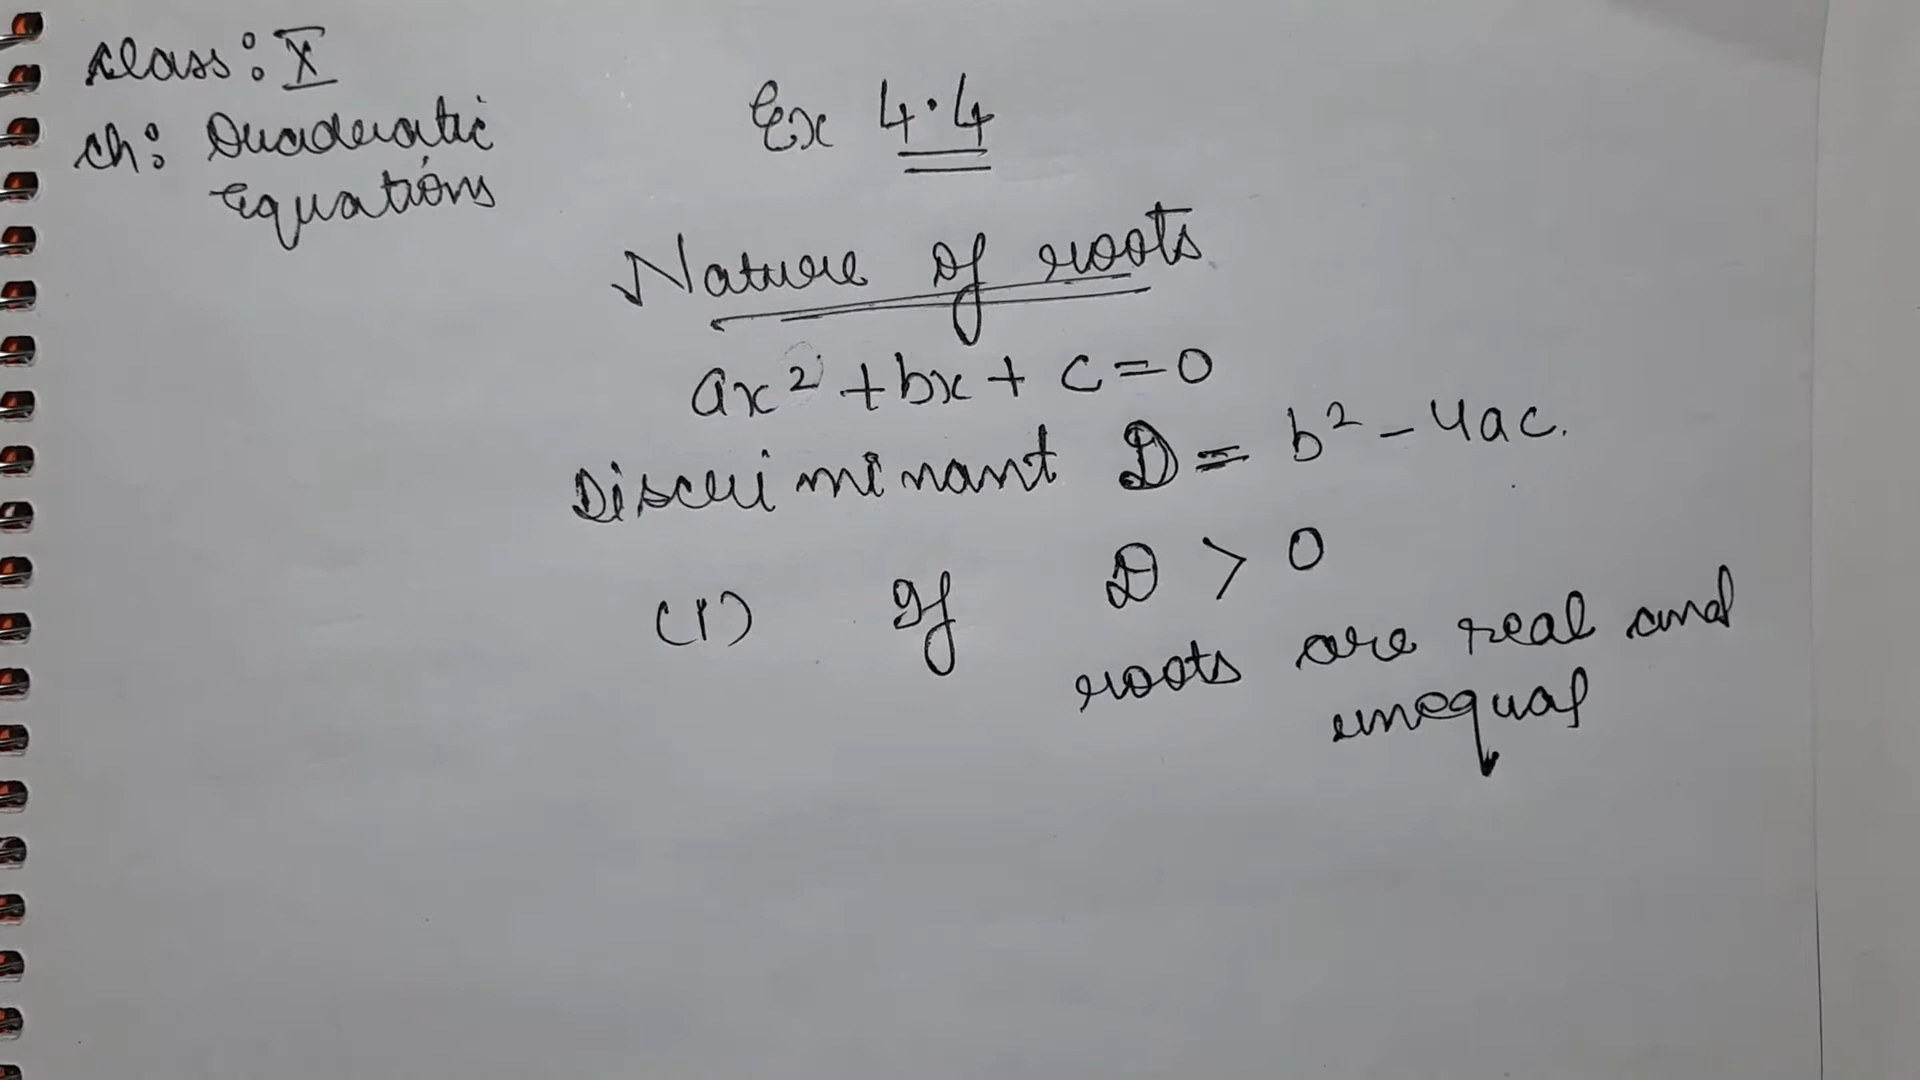 Class: X
Ch: Quadratic Equations
Ex 4.4
Nature of roots
ax² + bx + c = 0
Discriminant D = b² - 4ac.
(1) If D > 0
roots are real and
unequal